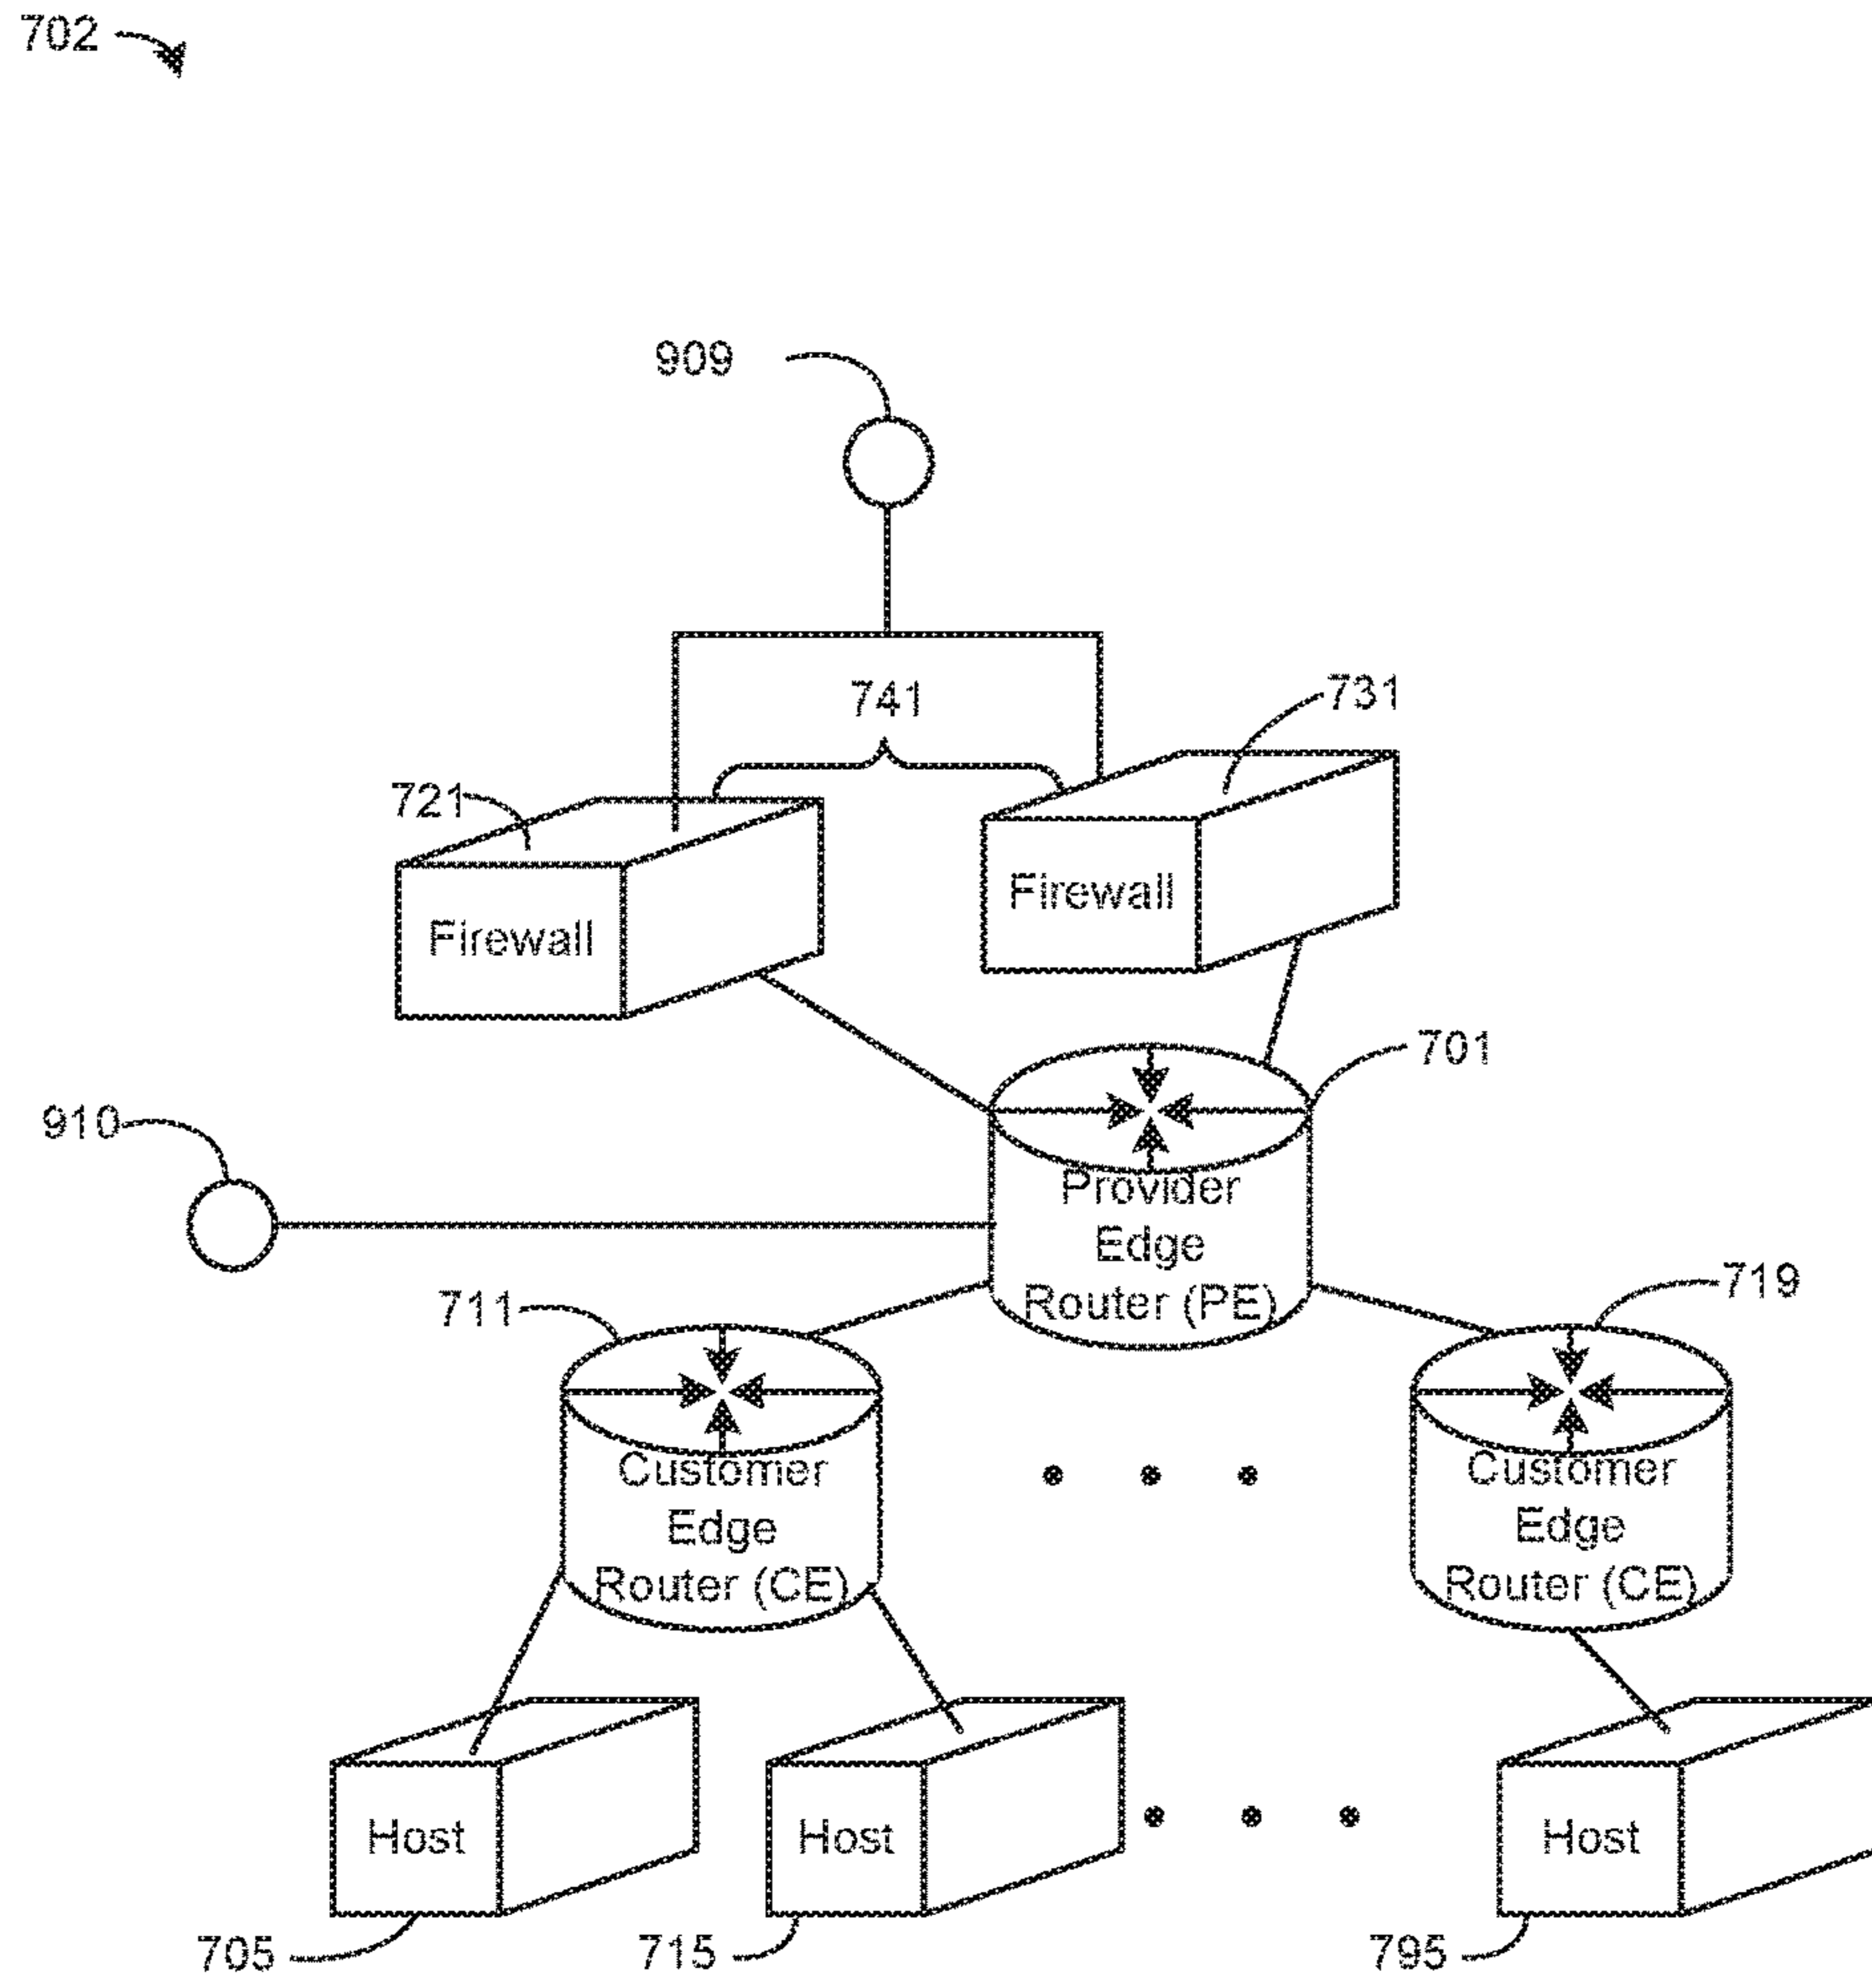 702
909
741
731
721
Firewall
Firewall
701
910
Provider
Edge
Router (PE)
711
719
Customer
Edge
Router (CE)
Customer
Edge
Router (CE)
Host
Host
Host
705
715
795